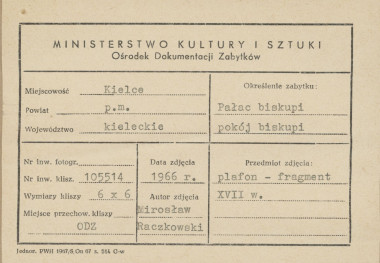 MINISTERSTWO KULTURY I SZTUKI
Ośrodek Dokumentacji Zabytków
Miejscowość Kielce
Powiat p.m.
Województwo kieleckie
Określenie zabytku:
Pałac biskupi
pokój biskupi
Nr inw. fotogr.
Nr inw. klisz. 105514
Wymiary kliszy 6 x 6
Miejsce przechow. kliszy
ODZ
Data zdjęcia
1966 r.
Autor zdjęcia
Mirosław
Raczkowski
Przedmiot zdjęcia:
plafon - fragment
XVII w.